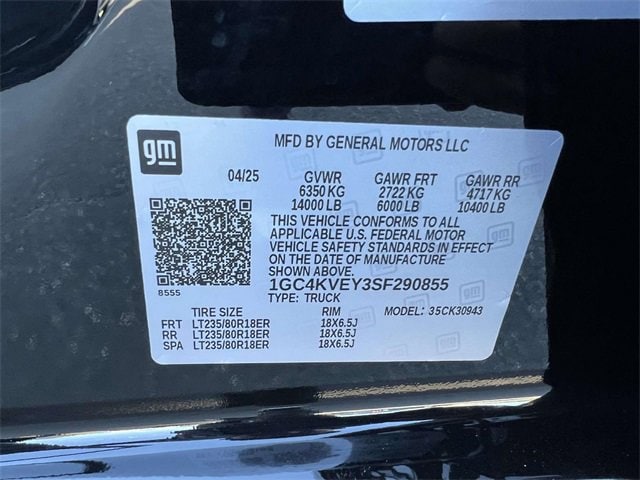 gm
MFD BY GENERAL MOTORS LLC
04/25 GVWR GAWR FRT GAWR RR
6350 KG 2722 KG 4717 KG
14000 LB 6000 LB 10400 LB
THIS VEHICLE CONFORMS TO ALL
APPLICABLE U.S. FEDERAL MOTOR
VEHICLE SAFETY STANDARDS IN EFFECT
ON THE DATE OF MANUFACTURE
SHOWN ABOVE.
8555
1GC4KVEY3SF290855
TYPE: TRUCK
TIRE SIZE RIM MODEL: 35CK30943
FRT LT235/80R18ER 18X6.5J
RR LT235/80R18ER 18X6.5J
SPA LT235/80R18ER 18X6.5J